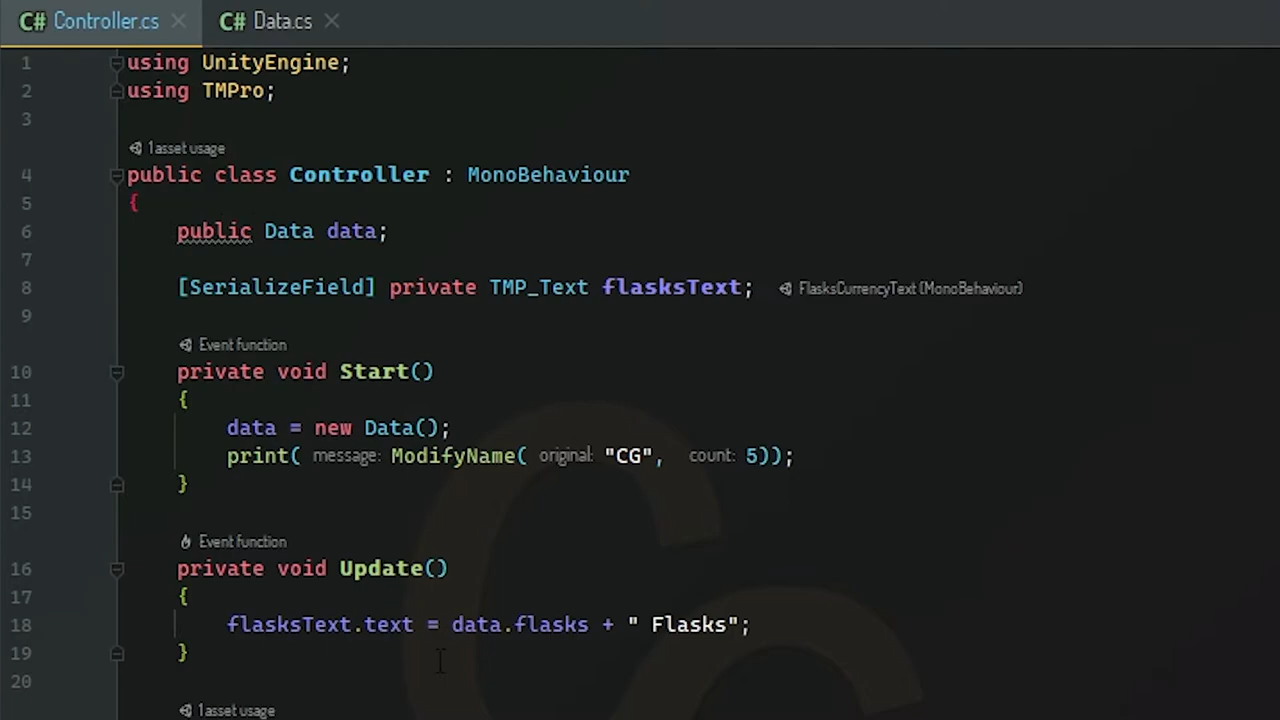 C# Controller.cs × C# Data.cs ×
1 using UnityEngine;
2 using TMPro;
3
1 asset usage
4 public class Controller : MonoBehaviour
5 {
6 public Data data;
7
8 [SerializeField] private TMP_Text flasksText; FlasksCurrencyText (MonoBehaviour)
9
Event function
10 private void Start()
11 {
12 data = new Data();
13 print( message: ModifyName( original: "CG", count: 5));
14 }
15
Event function
16 private void Update()
17 {
18 flasksText.text = data.flasks + " Flasks";
19 }
20
1 asset usage